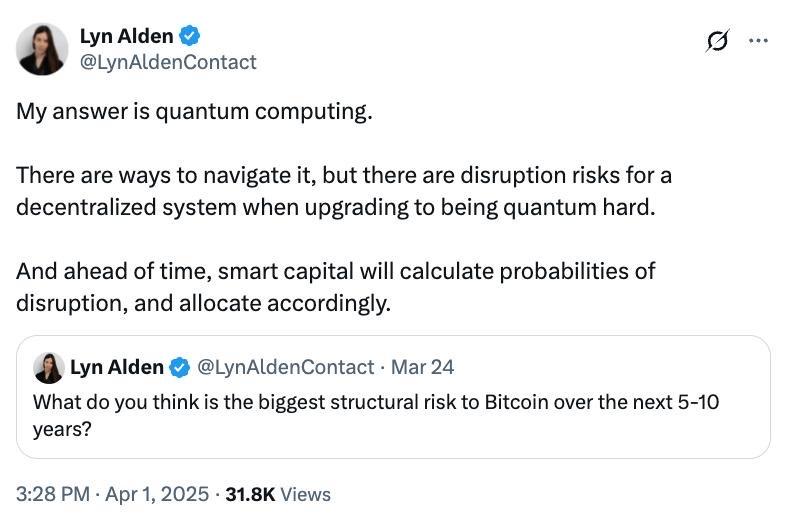 Lyn Alden
@LynAldenContact
My answer is quantum computing.
There are ways to navigate it, but there are disruption risks for a
decentralized system when upgrading to being quantum hard.
And ahead of time, smart capital will calculate probabilities of
disruption, and allocate accordingly.
Lyn Alden @LynAldenContact · Mar 24
What do you think is the biggest structural risk to Bitcoin over the next 5-10
years?
3:28 PM · Apr 1, 2025 · 31.8K Views